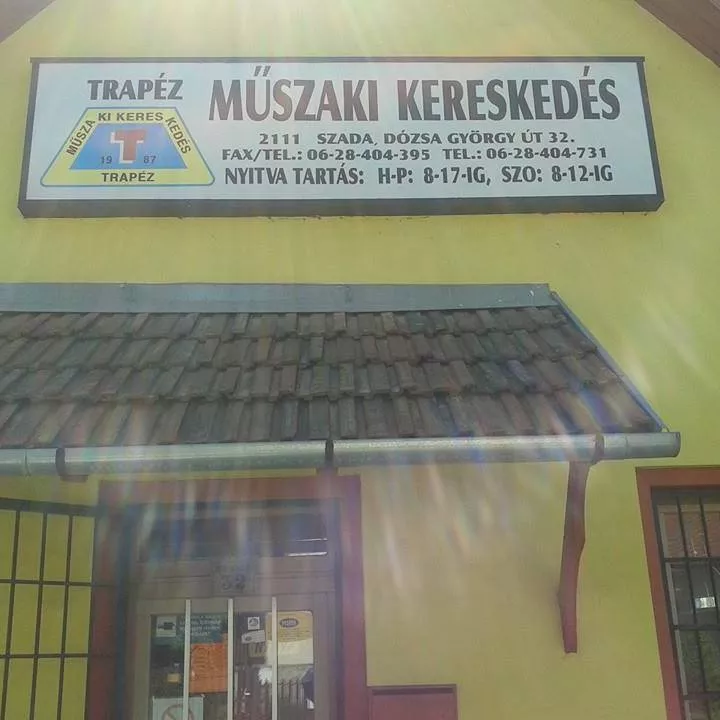 TRAPÉZ
MŰSZAKI KERESKEDÉS
MŰSZA KI KERES KEDÉS
T
19 87
TRAPÉZ
2111 SZADA, DÓZSA GYÖRGY ÚT 32.
FAX/TEL.: 06-28-404-395 TEL.: 06-28-404-731
NYITVA TARTÁS: H-P: 8-17-IG, SZO: 8-12-IG
32